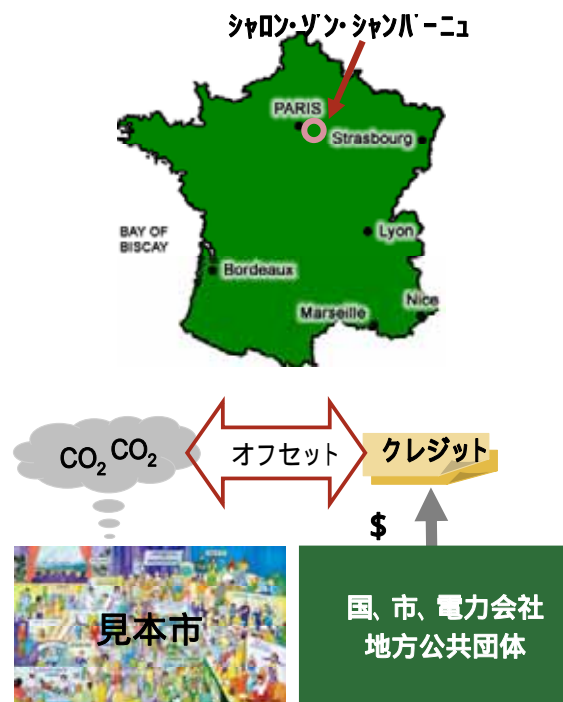 シャロン・ゾン・シャンパーニュ
PARIS
Strasbourg
BAY OF
BISCAY
Lyon
Bordeaux
Nice
Marseille
CO2 CO2
オフセット
クレジット
$
見本市
国、市、電力会社
地方公共団体